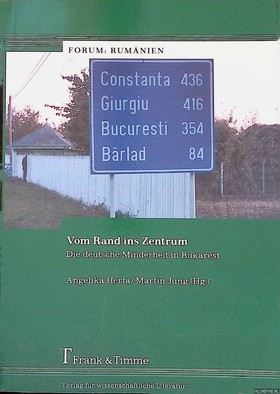 FORUM: RUMÄNIEN
Constanta 436
Giurgiu 416
Bucuresti 354
Bârlad 84
Vom Rand ins Zentrum
Die deutsche Minderheit in Bukarest
Angelika Herta/Martin Jung (Hg.)
Frank & Timme
Verlag für wissenschaftliche Literatur